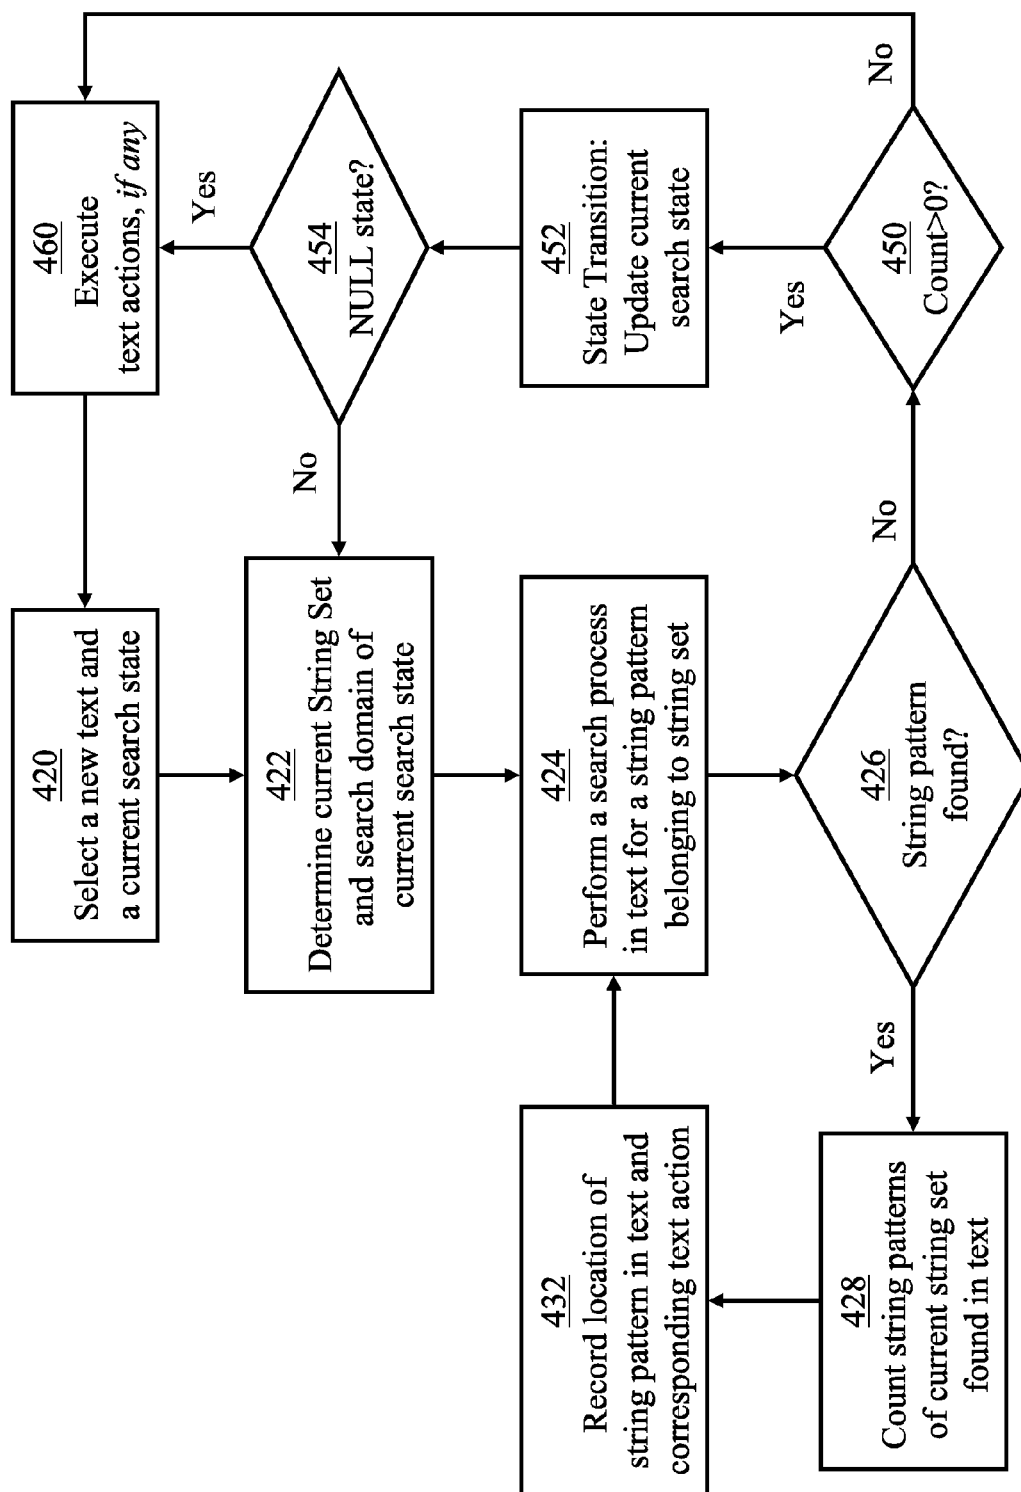 420
Select a new text and
a current search state
460
Execute
text actions, if any
422
Determine current String Set
and search domain of
current search state
No
454
NULL state?
Yes
432
Record location of
string pattern in text and
corresponding text action
424
Perform a search process
in text for a string pattern
belonging to string set
452
State Transition:
Update current
search state
428
Count string patterns
of current string set
found in text
Yes
426
String pattern
found?
No
450
Count>0?
Yes
No